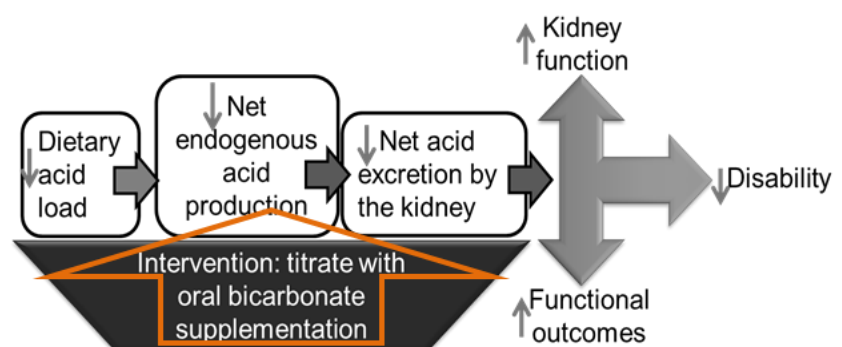 Dietary
acid
load
Net
endogenous
acid
production
Net acid
excretion by
the kidney
Kidney
function
Disability
Functional
outcomes
Intervention: titrate with
oral bicarbonate
supplementation